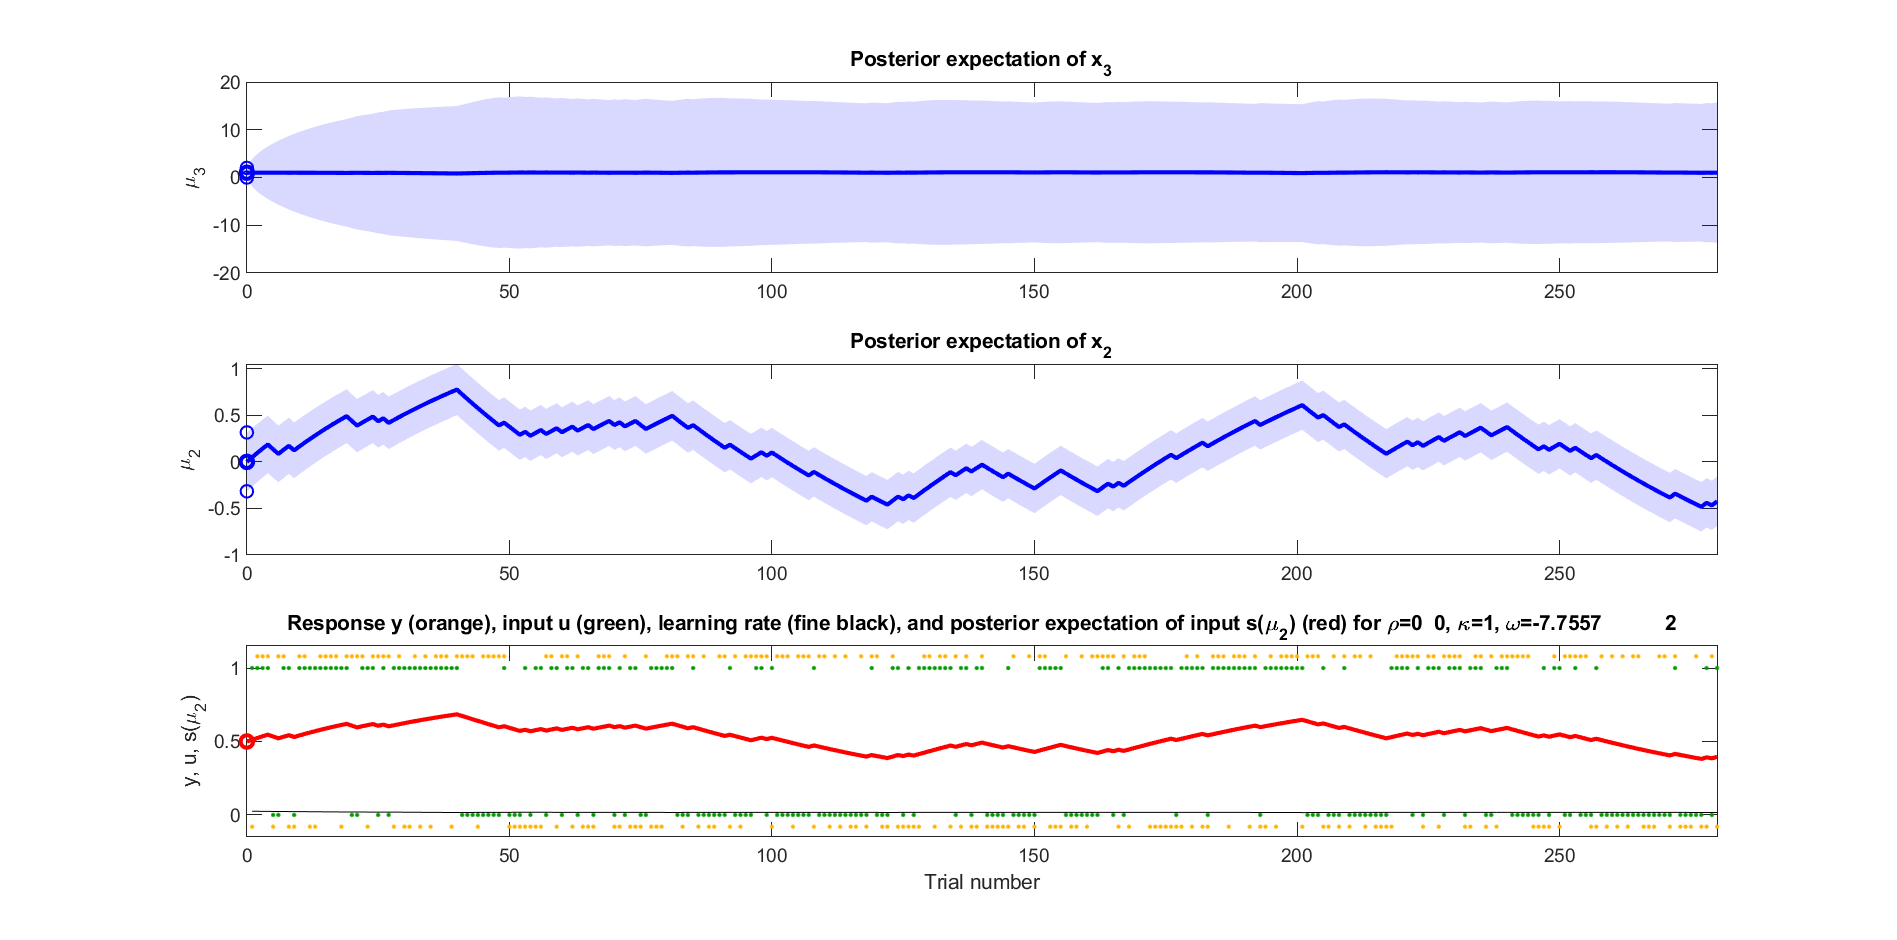 Posterior expectation of x₃
20
10
0
-10
-20
μ₃
0 50 100 150 200 250
Posterior expectation of x₂
1
0.5
0
-0.5
-1
μ₂
0 50 100 150 200 250
Response y (orange), input u (green), learning rate (fine black), and posterior expectation of input s(μ₂) (red) for ρ=0 0, κ=1, ω=-7.7557 2
1
0.5
0
y, u, s(μ₂)
0 50 100 150 200 250
Trial number